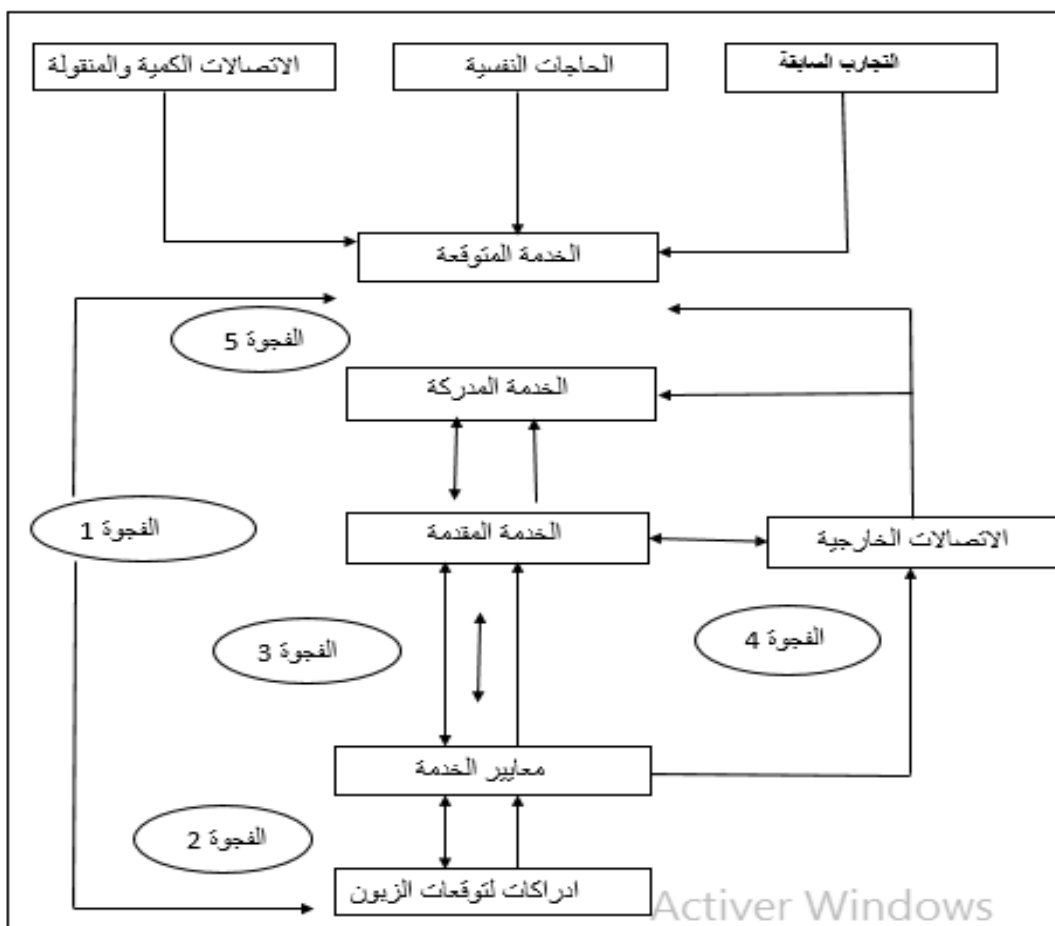 التجارب السابقة
الحاجات النفسية
الاتصالات الكمية والمنقولة
الخدمة المتوقعة
الفجوة 5
الخدمة المدركة
الفجوة 1
الخدمة المقدمة
الاتصالات الخارجية
الفجوة 3
الفجوة 4
معايير الخدمة
الفجوة 2
ادراكات لتوقعات الزبون
Activer Windows